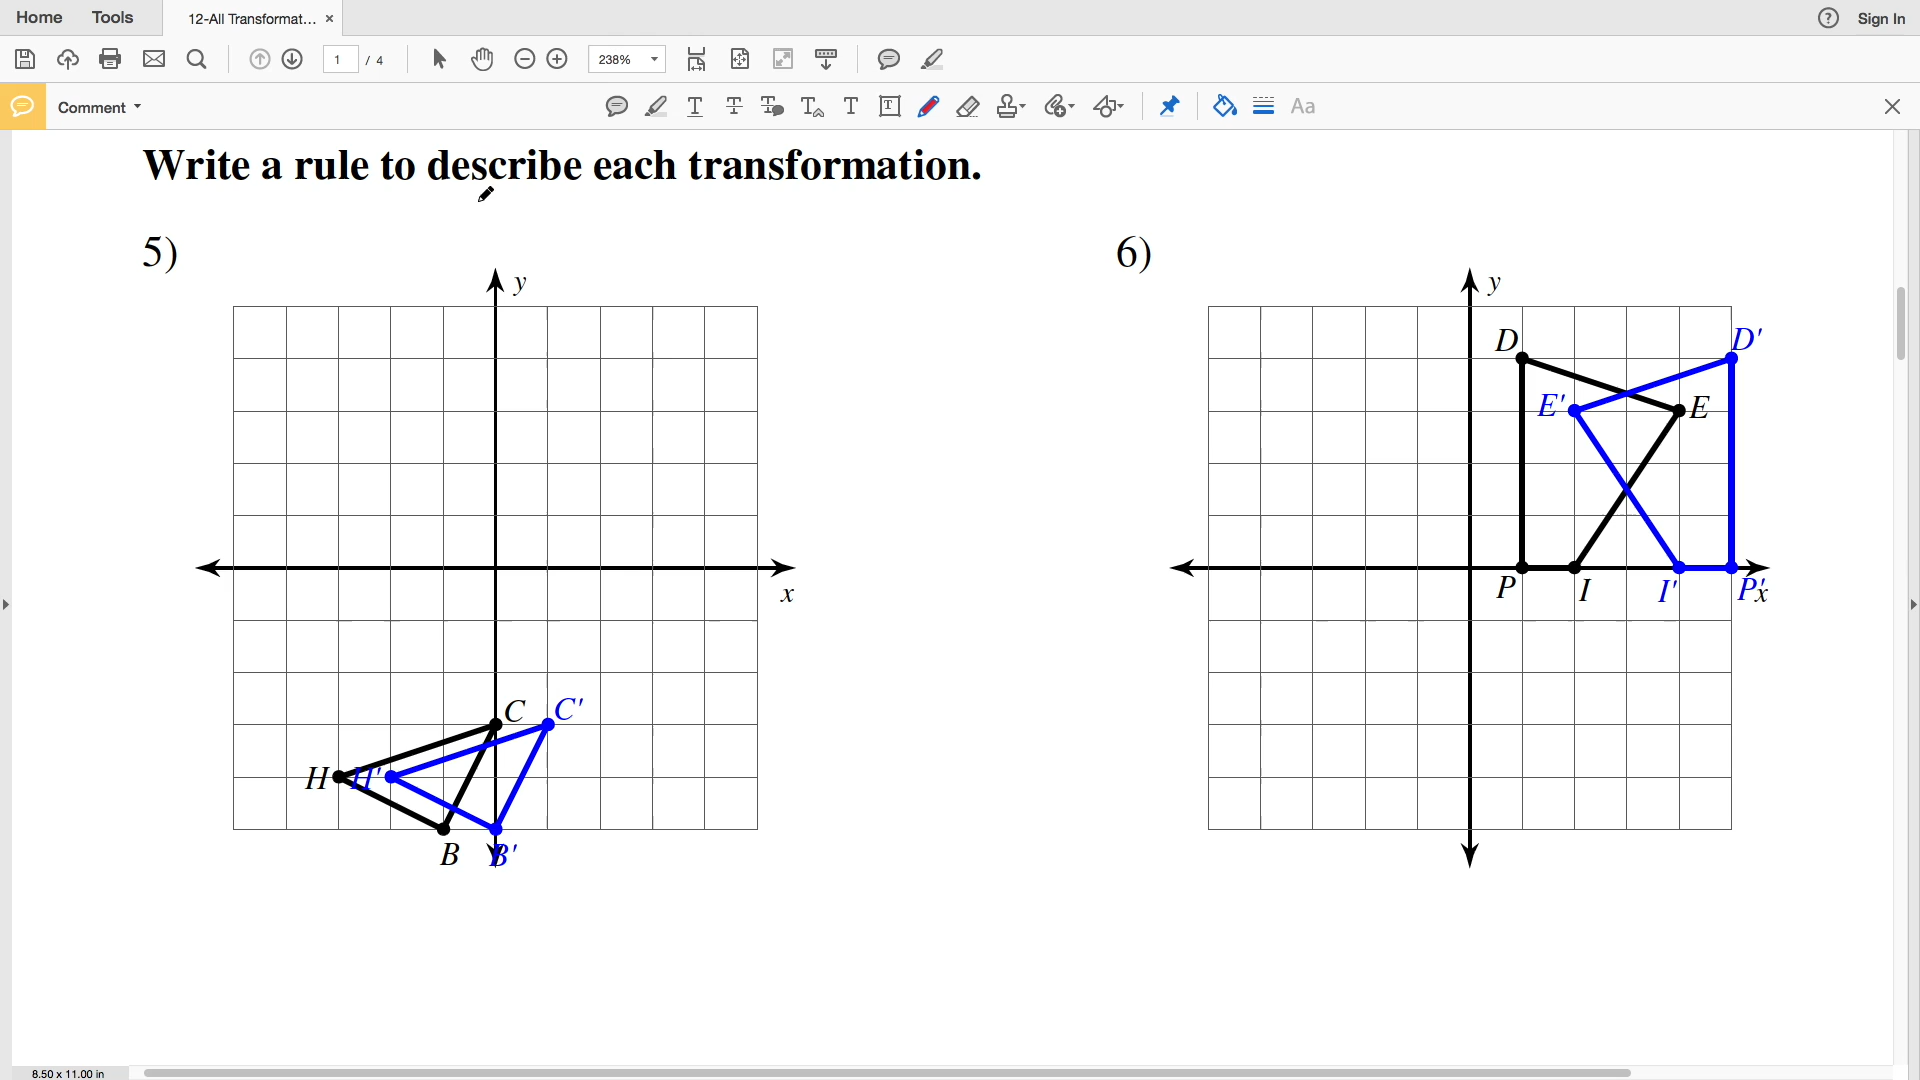 Home Tools 12-All Transformat... × ? Sign In
1 / 4 238%
Comment T T T T T T Aa
Write a rule to describe each transformation.
5) 6)
y y
D D'
E' E
x P I I' P' x
C C'
H H'
B B'
8.50 x 11.00 in